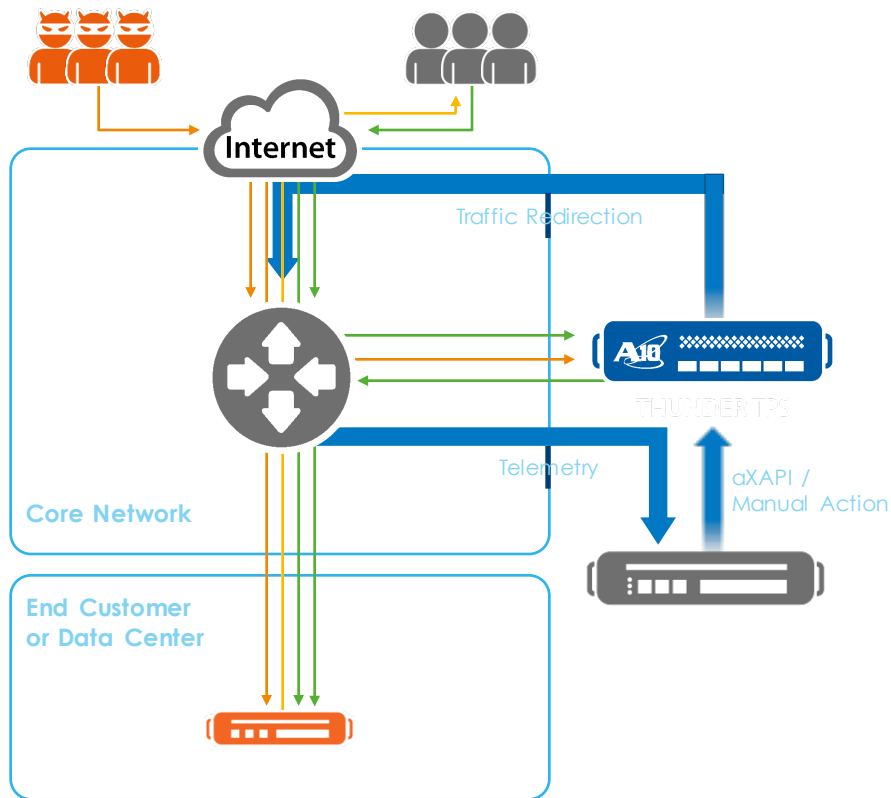 Internet
Traffic Redirection
A10
THUNDER TPS
Telemetry
aXAPI /
Manual Action
Core Network
End Customer
or Data Center